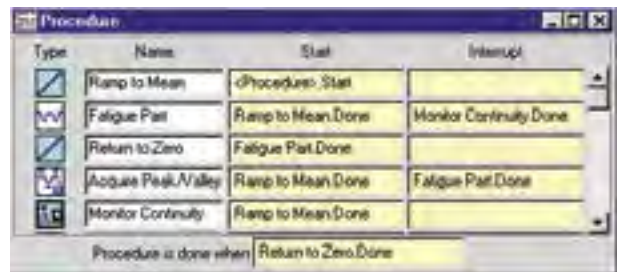 Procedure
Type Name Start Interrupt
Ramp to Mean <Procedure>.Start
Fatigue Part Ramp to Mean.Done Monitor Continuity.Done
Return to Zero Fatigue Part.Done
Acquire Peak/Valley Ramp to Mean.Done Fatigue Part.Done
Monitor Continuity Ramp to Mean.Done
Procedure is done when Return to Zero.Done